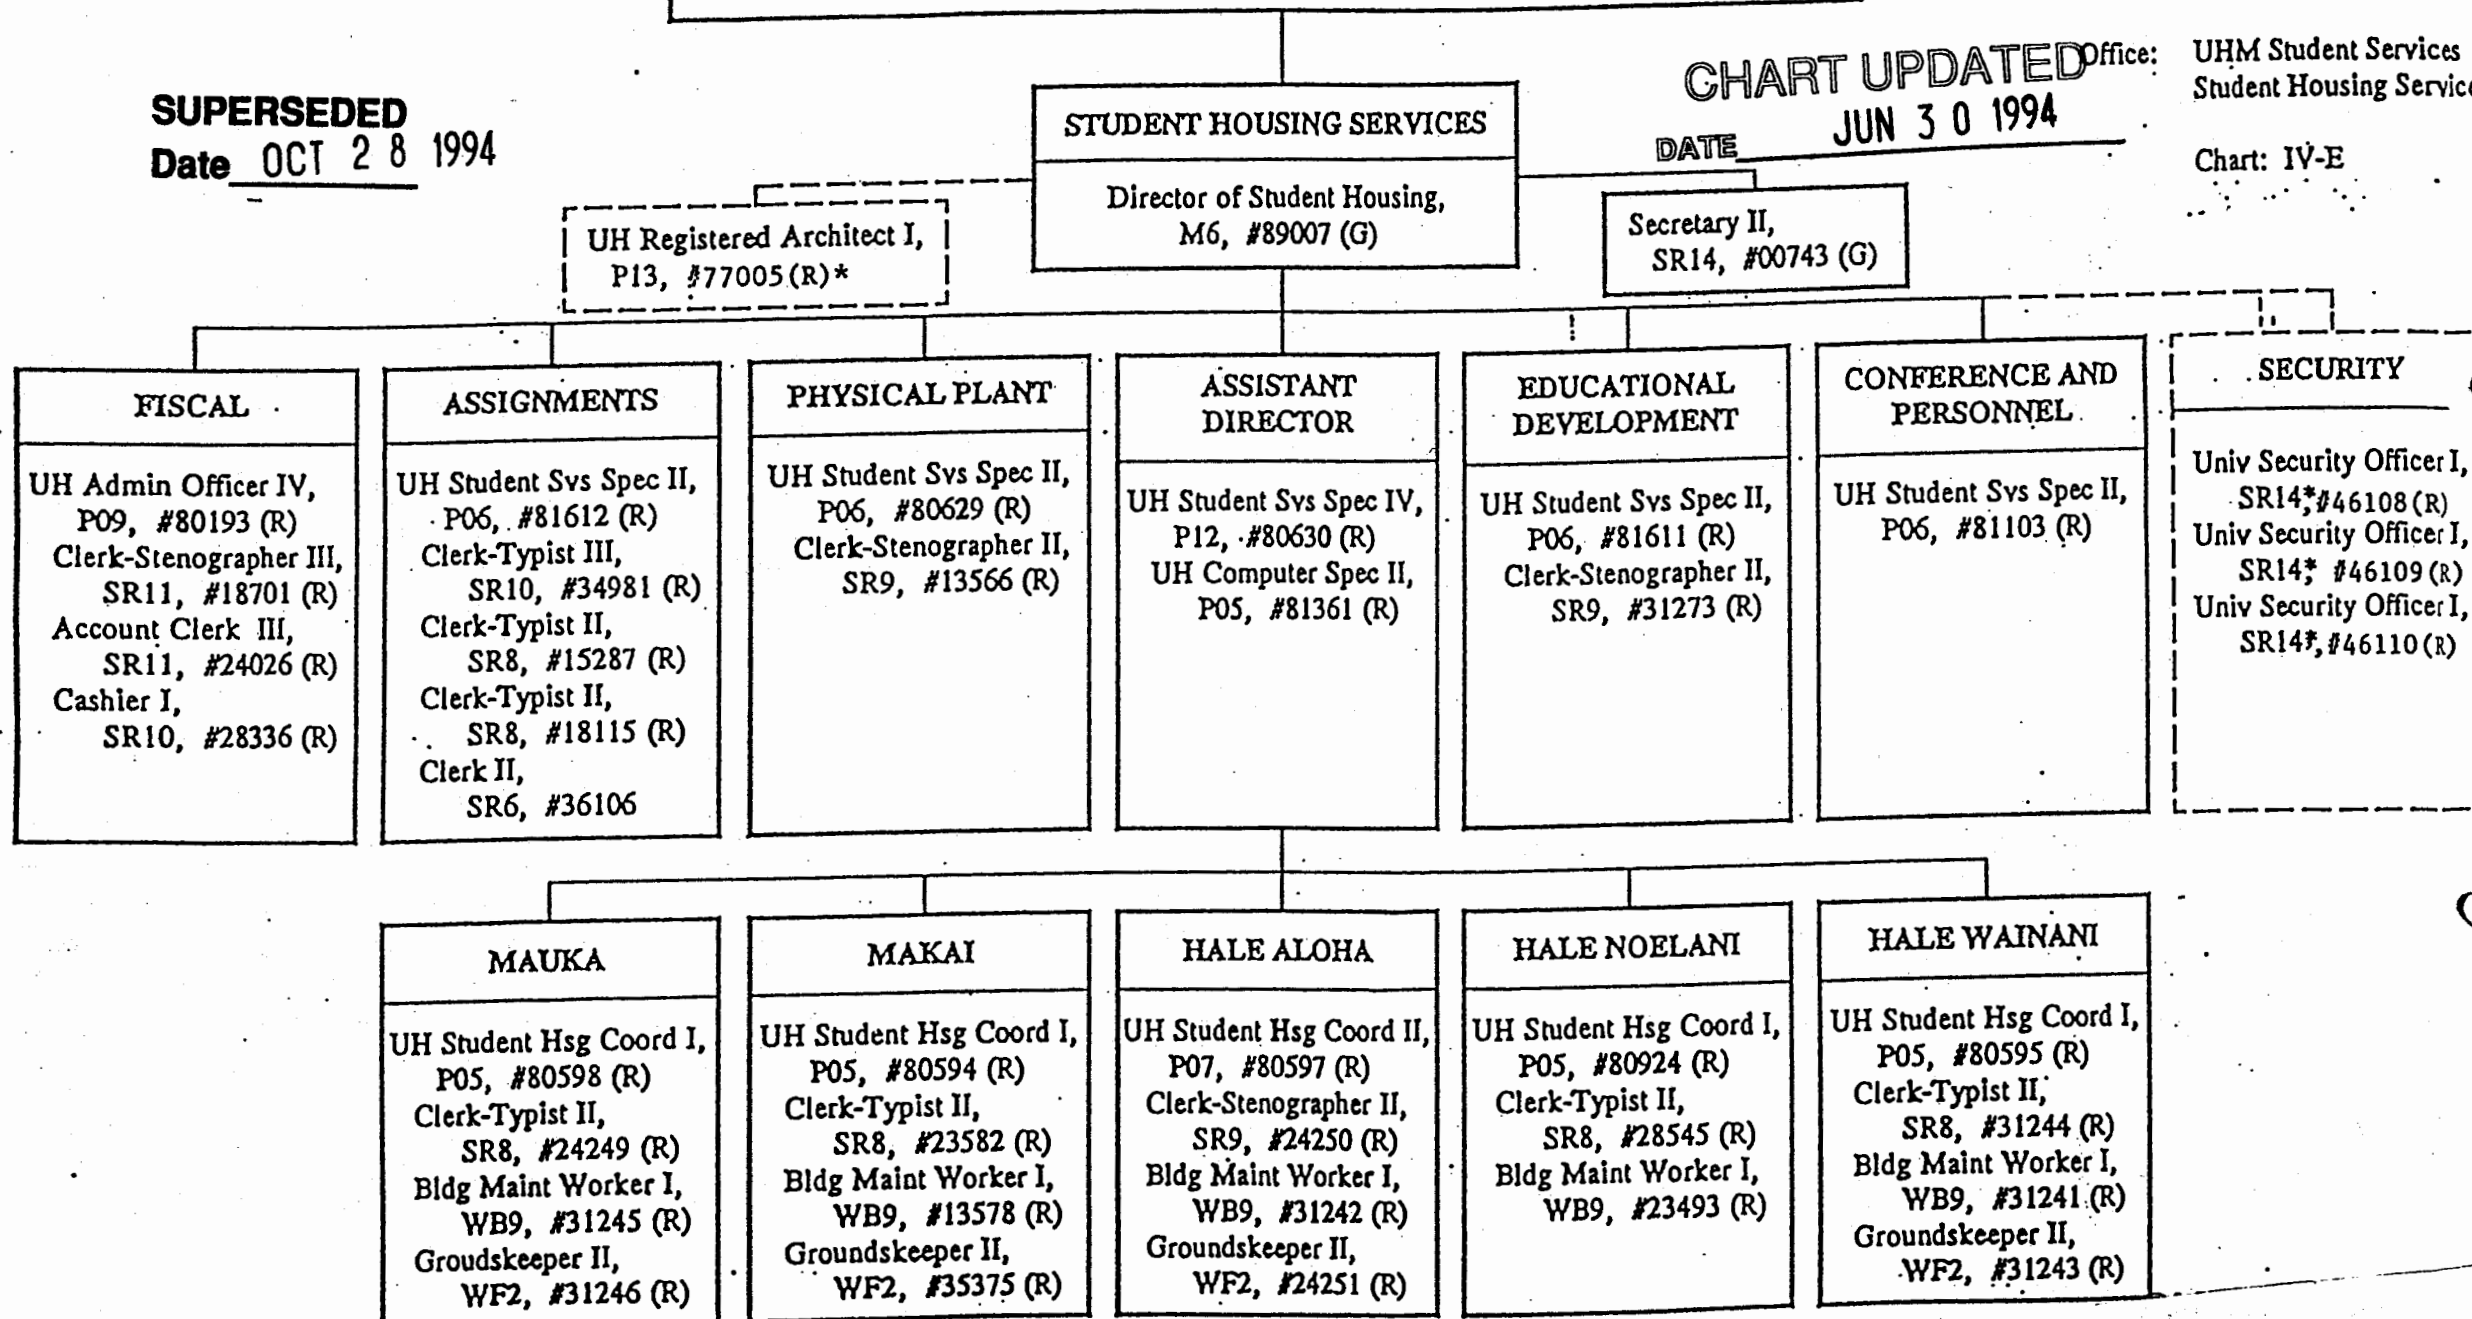 SUPERSEDED
Date OCT 28 1994
CHART UPDATED
DATE JUN 30 1994
Office: UHM Student Services
Student Housing Servic
Chart: IV-E
STUDENT HOUSING SERVICES
Director of Student Housing,
M6, #89007 (G)
UH Registered Architect I,
P13, #77005(R)*
Secretary II,
SR14, #00743 (G)
FISCAL
UH Admin Officer IV,
P09, #80193 (R)
Clerk-Stenographer III,
SR11, #18701 (R)
Account Clerk III,
SR11, #24026 (R)
Cashier I,
SR10, #28336 (R)
ASSIGNMENTS
UH Student Svs Spec II,
P06, #81612 (R)
Clerk-Typist III,
SR10, #34981 (R)
Clerk-Typist II,
SR8, #15287 (R)
Clerk-Typist II,
SR8, #18115 (R)
Clerk II,
SR6, #36106
PHYSICAL PLANT
UH Student Svs Spec II,
P06, #80629 (R)
Clerk-Stenographer II,
SR9, #13566 (R)
ASSISTANT
DIRECTOR
UH Student Svs Spec IV,
P12, #80630 (R)
UH Computer Spec II,
P05, #81361 (R)
EDUCATIONAL
DEVELOPMENT
UH Student Svs Spec II,
P06, #81611 (R)
Clerk-Stenographer II,
SR9, #31273 (R)
CONFERENCE AND
PERSONNEL
UH Student Svs Spec II,
P06, #81103 (R)
SECURITY
Univ Security Officer I,
SR14*, #46108(R)
Univ Security Officer I,
SR14*, #46109(R)
Univ Security Officer I,
SR14*, #46110(R)
MAUKA
UH Student Hsg Coord I,
P05, #80598 (R)
Clerk-Typist II,
SR8, #24249 (R)
Bldg Maint Worker I,
WB9, #31245 (R)
Groudskeeper II,
WF2, #31246 (R)
MAKAI
UH Student Hsg Coord I,
P05, #80594 (R)
Clerk-Typist II,
SR8, #23582 (R)
Bldg Maint Worker I,
WB9, #13578 (R)
Groundskeeper II,
WF2, #35375 (R)
HALE ALOHA
UH Student Hsg Coord II,
P07, #80597 (R)
Clerk-Stenographer II,
SR9, #24250 (R)
Bldg Maint Worker I,
WB9, #31242 (R)
Groundskeeper II,
WF2, #24251 (R)
HALE NOELANI
UH Student Hsg Coord I,
P05, #80924 (R)
Clerk-Typist II,
SR8, #28545 (R)
Bldg Maint Worker I,
WB9, #23493 (R)
HALE WAINANI
UH Student Hsg Coord I,
P05, #80595 (R)
Clerk-Typist II,
SR8, #31244 (R)
Bldg Maint Worker I,
WB9, #31241 (R)
Groundskeeper II,
WF2, #31243 (R)